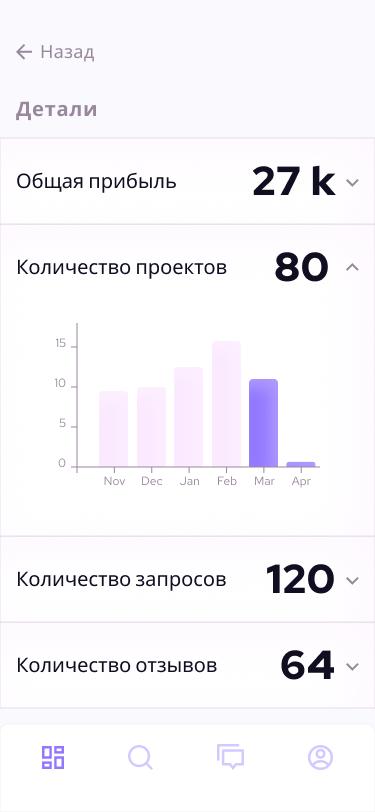 Назад
Детали
Общая прибыль 27 k
Количество проектов 80
15
10
5
0
Nov Dec Jan Feb Mar Apr
Количество запросов 120
Количество отзывов 64